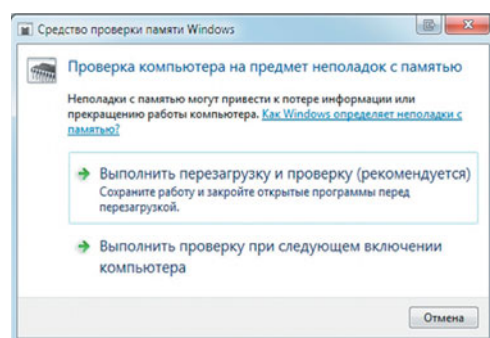 Средство проверки памяти Windows
Проверка компьютера на предмет неполадок с памятью
Неполадки с памятью могут привести к потере информации или
прекращению работы компьютера. Как Windows определяет неполадки с
памятью?
Выполнить перезагрузку и проверку (рекомендуется)
Сохраните работу и закройте открытые программы перед
перезагрузкой.
Выполнить проверку при следующем включении
компьютера
Отмена